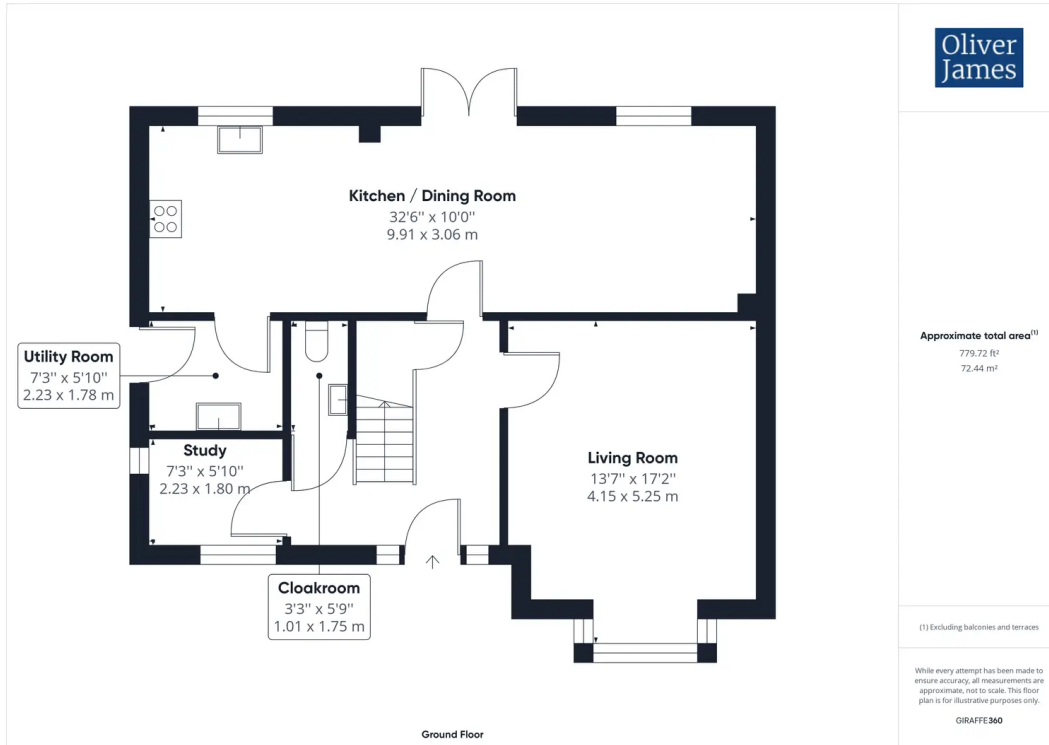 Oliver
James
Kitchen / Dining Room
32'6'' x 10'0''
9.91 x 3.06 m
Utility Room
7'3'' x 5'10''
2.23 x 1.78 m
Study
7'3'' x 5'10''
2.23 x 1.80 m
Living Room
13'7'' x 17'2''
4.15 x 5.25 m
Cloakroom
3'3'' x 5'9''
1.01 x 1.75 m
Ground Floor
Approximate total area(1)
779.72 ft²
72.44 m²
(1) Excluding balconies and terraces
While every attempt has been made to
ensure accuracy, all measurements are
approximate, not to scale. This floor
plan is for illustrative purposes only.
GIRAFFE360